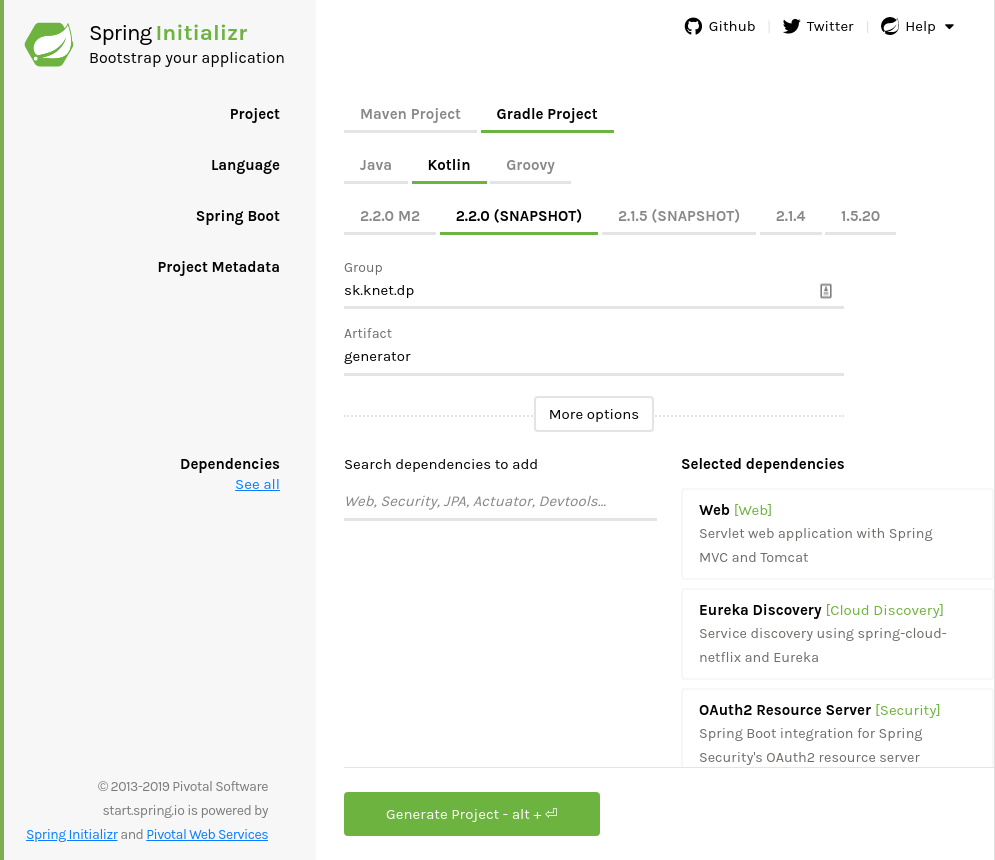 Spring Initializr
Bootstrap your application
Github
Twitter
Help
Project
Maven Project Gradle Project
Language
Java Kotlin Groovy
Spring Boot
2.2.0 M2 2.2.0 (SNAPSHOT) 2.1.5 (SNAPSHOT) 2.1.4 1.5.20
Project Metadata
Group
sk.knet.dp
Artifact
generator
More options
Dependencies
See all
Search dependencies to add
Web, Security, JPA, Actuator, Devtools...
Selected dependencies
Web [Web]
Servlet web application with Spring
MVC and Tomcat
Eureka Discovery [Cloud Discovery]
Service discovery using spring-cloud-
netflix and Eureka
OAuth2 Resource Server [Security]
Spring Boot integration for Spring
Security's OAuth2 resource server
© 2013-2019 Pivotal Software
start.spring.io is powered by
Spring Initializr and Pivotal Web Services
Generate Project - alt + ⏎